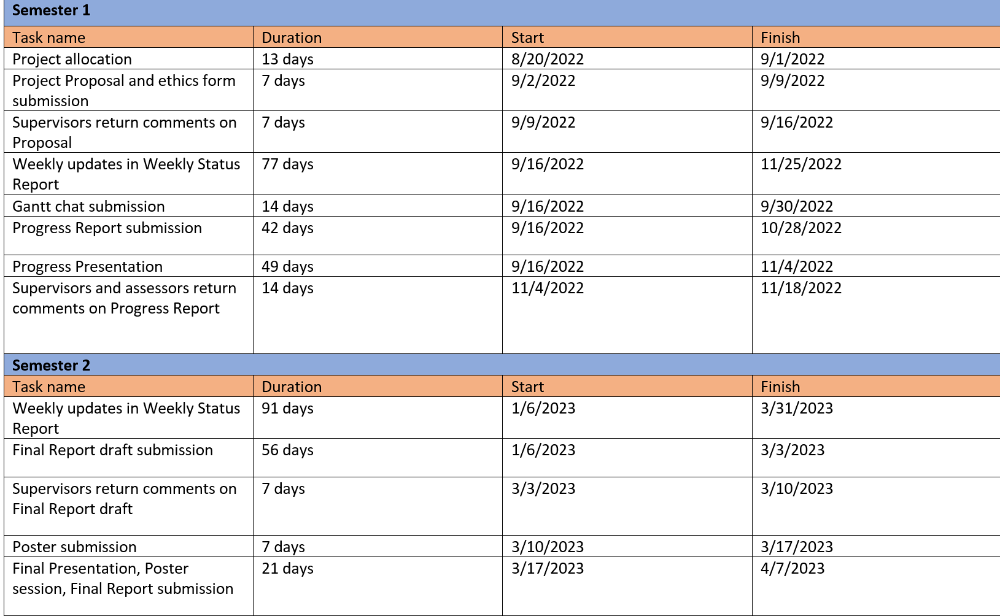 Semester 1
Task name Duration Start Finish
Project allocation 13 days 8/20/2022 9/1/2022
Project Proposal and ethics form 7 days 9/2/2022 9/9/2022
submission
Supervisors return comments on 7 days 9/9/2022 9/16/2022
Proposal
Weekly updates in Weekly Status 77 days 9/16/2022 11/25/2022
Report
Gantt chat submission 14 days 9/16/2022 9/30/2022
Progress Report submission 42 days 9/16/2022 10/28/2022
Progress Presentation 49 days 9/16/2022 11/4/2022
Supervisors and assessors return 14 days 11/4/2022 11/18/2022
comments on Progress Report
Semester 2
Task name Duration Start Finish
Weekly updates in Weekly Status 91 days 1/6/2023 3/31/2023
Report
Final Report draft submission 56 days 1/6/2023 3/3/2023
Supervisors return comments on 7 days 3/3/2023 3/10/2023
Final Report draft
Poster submission 7 days 3/10/2023 3/17/2023
Final Presentation, Poster 21 days 3/17/2023 4/7/2023
session, Final Report submission